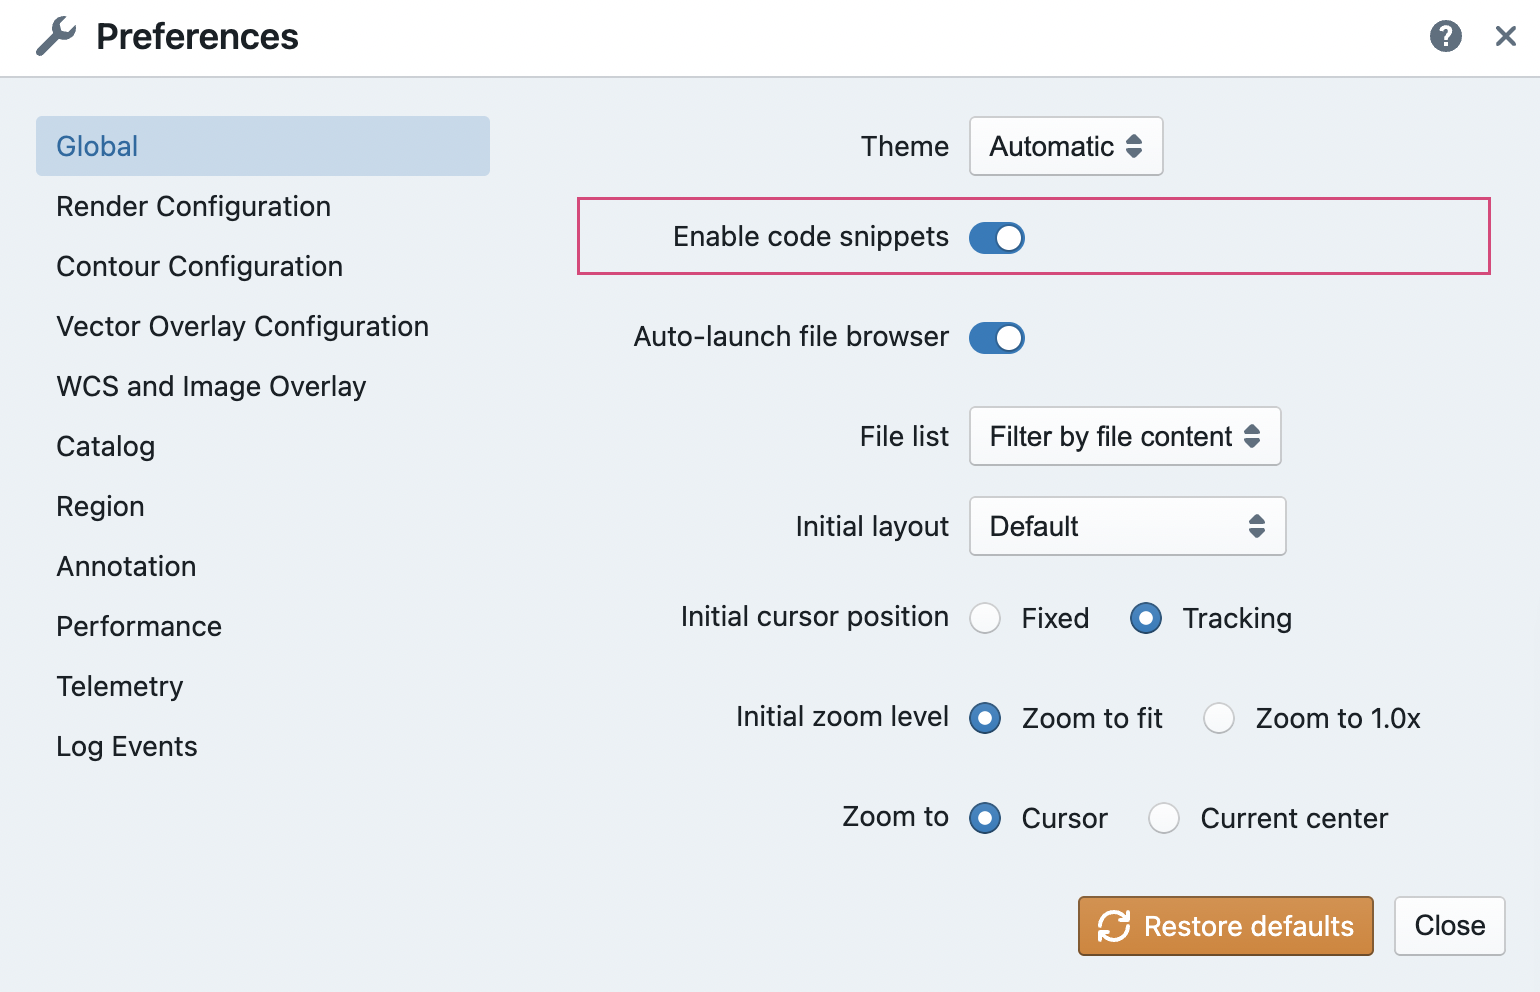 Preferences
Global
Render Configuration
Contour Configuration
Vector Overlay Configuration
WCS and Image Overlay
Catalog
Region
Annotation
Performance
Telemetry
Log Events
Theme Automatic
Enable code snippets
Auto-launch file browser
File list Filter by file content
Initial layout Default
Initial cursor position Fixed Tracking
Initial zoom level Zoom to fit Zoom to 1.0x
Zoom to Cursor Current center
Restore defaults Close